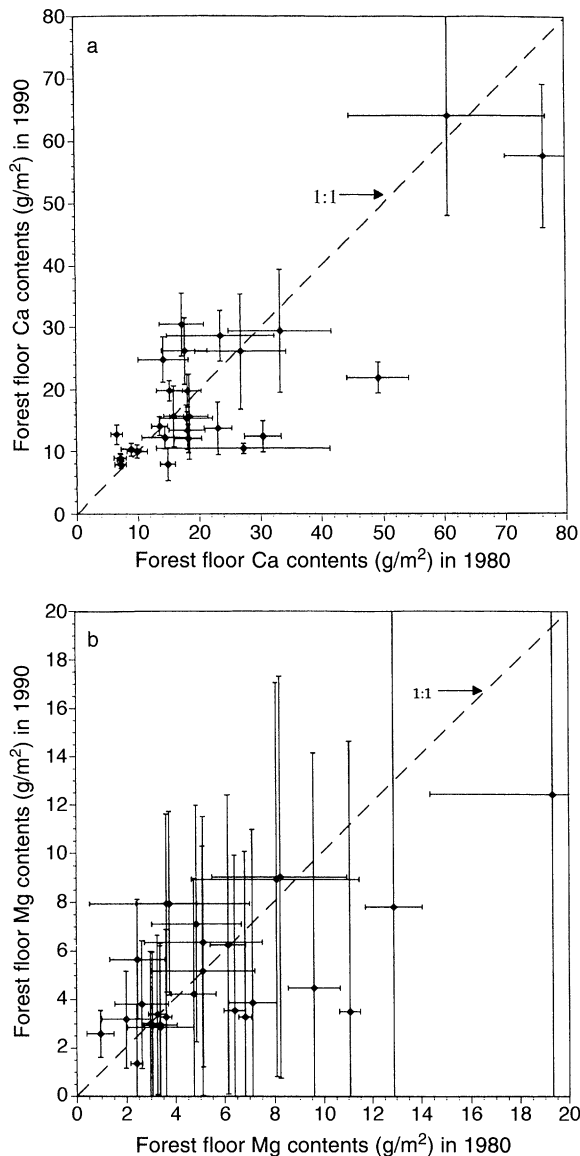 a
Forest floor Ca contents (g/m²) in 1990
80
70
60
50
40
30
20
10
0
1:1
0 10 20 30 40 50 60 70 80
Forest floor Ca contents (g/m²) in 1980
b
Forest floor Mg contents (g/m²) in 1990
20
18
16
14
12
10
8
6
4
2
0
1:1
0 2 4 6 8 10 12 14 16 18 20
Forest floor Mg contents (g/m²) in 1980